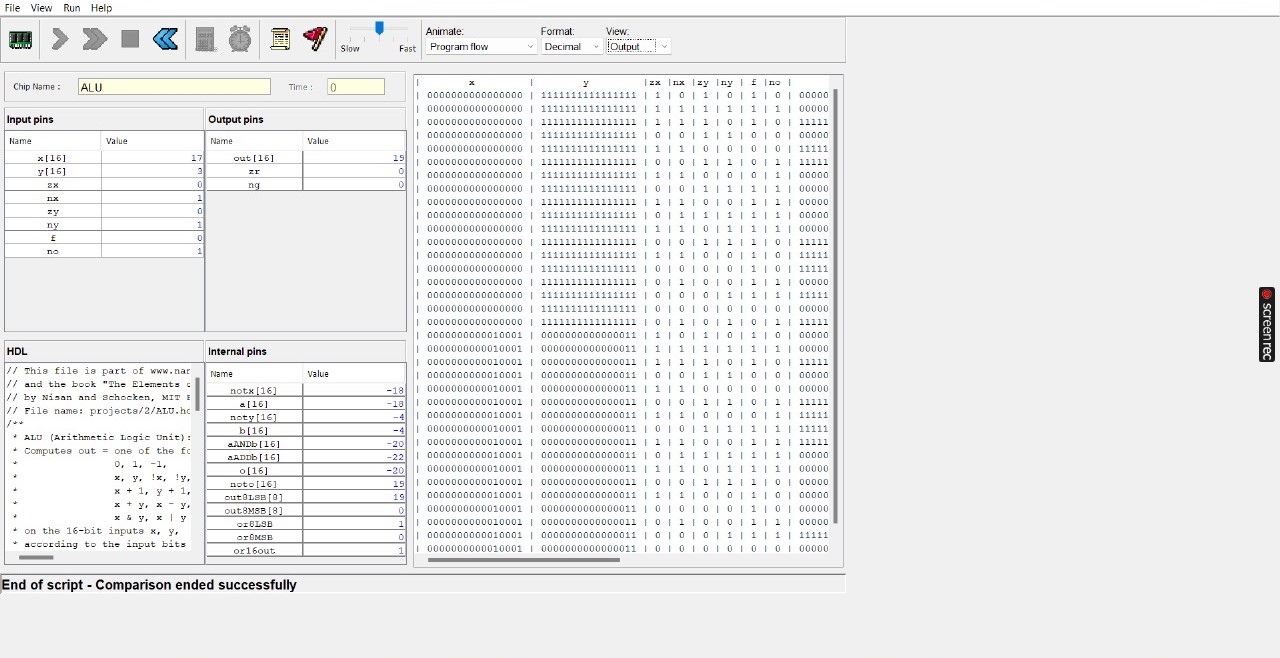 File View Run Help
Slow Fast
Animate:
Program flow
Format:
Decimal
View:
Output
Chip Name :
ALU
Time :
0
Input pins
Name Value
x[16] 17
y[16] 3
zx 0
nx 1
zy 0
ny 1
f 0
no 1
Output pins
Name Value
out[16] 19
zr 0
ng 0
HDL
// This file is part of www.nar
// and the book "The Elements o
// by Nisan and Schocken, MIT P
// File name: projects/2/ALU.hd
/**
* ALU (Arithmetic Logic Unit):
* Computes out = one of the fo
* 0, 1, -1,
* x, y, !x, !y,
* x + 1, y + 1,
* x + y, x - y,
* x & y, x | y
* on the 16-bit inputs x, y,
* according to the input bits
Internal pins
Name Value
notx[16] -18
a[16] -18
noty[16] -4
b[16] -4
aANDb[16] -20
aADDb[16] -22
o[16] -20
noto[16] 19
out8LSB[8] 19
out8MSB[8] 0
or8LSB 1
or8MSB 0
or16out 1
| x | y |zx |nx |zy |ny | f |no |
| 0000000000000000 | 1111111111111111 | 1 | 0 | 1 | 0 | 1 | 0 | 00000
| 0000000000000000 | 1111111111111111 | 1 | 1 | 1 | 1 | 1 | 1 | 00000
| 0000000000000000 | 1111111111111111 | 1 | 1 | 1 | 0 | 1 | 0 | 11111
| 0000000000000000 | 1111111111111111 | 0 | 0 | 1 | 1 | 0 | 0 | 00000
| 0000000000000000 | 1111111111111111 | 1 | 1 | 0 | 0 | 0 | 0 | 11111
| 0000000000000000 | 1111111111111111 | 0 | 0 | 1 | 1 | 0 | 1 | 11111
| 0000000000000000 | 1111111111111111 | 1 | 1 | 0 | 0 | 0 | 1 | 00000
| 0000000000000000 | 1111111111111111 | 0 | 0 | 1 | 1 | 1 | 1 | 00000
| 0000000000000000 | 1111111111111111 | 1 | 1 | 0 | 0 | 1 | 1 | 00000
| 0000000000000000 | 1111111111111111 | 0 | 1 | 1 | 1 | 1 | 1 | 00000
| 0000000000000000 | 1111111111111111 | 1 | 1 | 0 | 1 | 1 | 1 | 00000
| 0000000000000000 | 1111111111111111 | 0 | 0 | 1 | 1 | 1 | 0 | 11111
| 0000000000000000 | 1111111111111111 | 1 | 1 | 0 | 0 | 1 | 0 | 11111
| 0000000000000000 | 1111111111111111 | 0 | 0 | 0 | 0 | 1 | 0 | 11111
| 0000000000000000 | 1111111111111111 | 0 | 1 | 0 | 0 | 1 | 1 | 00000
| 0000000000000000 | 1111111111111111 | 0 | 0 | 0 | 1 | 1 | 1 | 11111
| 0000000000000000 | 1111111111111111 | 0 | 0 | 0 | 0 | 0 | 0 | 00000
| 0000000000000000 | 1111111111111111 | 0 | 1 | 0 | 1 | 0 | 1 | 11111
| 0000000000010001 | 0000000000000011 | 1 | 0 | 1 | 0 | 1 | 0 | 00000
| 0000000000010001 | 0000000000000011 | 1 | 1 | 1 | 1 | 1 | 1 | 00000
| 0000000000010001 | 0000000000000011 | 1 | 1 | 1 | 0 | 1 | 0 | 11111
| 0000000000010001 | 0000000000000011 | 0 | 0 | 1 | 1 | 0 | 0 | 00000
| 0000000000010001 | 0000000000000011 | 1 | 1 | 0 | 0 | 0 | 0 | 00000
| 0000000000010001 | 0000000000000011 | 0 | 0 | 1 | 1 | 0 | 1 | 11111
| 0000000000010001 | 0000000000000011 | 1 | 1 | 0 | 0 | 0 | 1 | 11111
| 0000000000010001 | 0000000000000011 | 0 | 0 | 1 | 1 | 1 | 1 | 11111
| 0000000000010001 | 0000000000000011 | 1 | 1 | 0 | 0 | 1 | 1 | 11111
| 0000000000010001 | 0000000000000011 | 0 | 1 | 1 | 1 | 1 | 1 | 00000
| 0000000000010001 | 0000000000000011 | 1 | 1 | 0 | 1 | 1 | 1 | 00000
| 0000000000010001 | 0000000000000011 | 0 | 0 | 1 | 1 | 1 | 0 | 00000
| 0000000000010001 | 0000000000000011 | 1 | 1 | 0 | 0 | 1 | 0 | 00000
| 0000000000010001 | 0000000000000011 | 0 | 0 | 0 | 0 | 1 | 0 | 00000
| 0000000000010001 | 0000000000000011 | 0 | 1 | 0 | 0 | 1 | 1 | 00000
| 0000000000010001 | 0000000000000011 | 0 | 0 | 0 | 1 | 1 | 1 | 11111
| 0000000000010001 | 0000000000000011 | 0 | 0 | 0 | 0 | 0 | 0 | 00000
End of script - Comparison ended successfully
screenrec